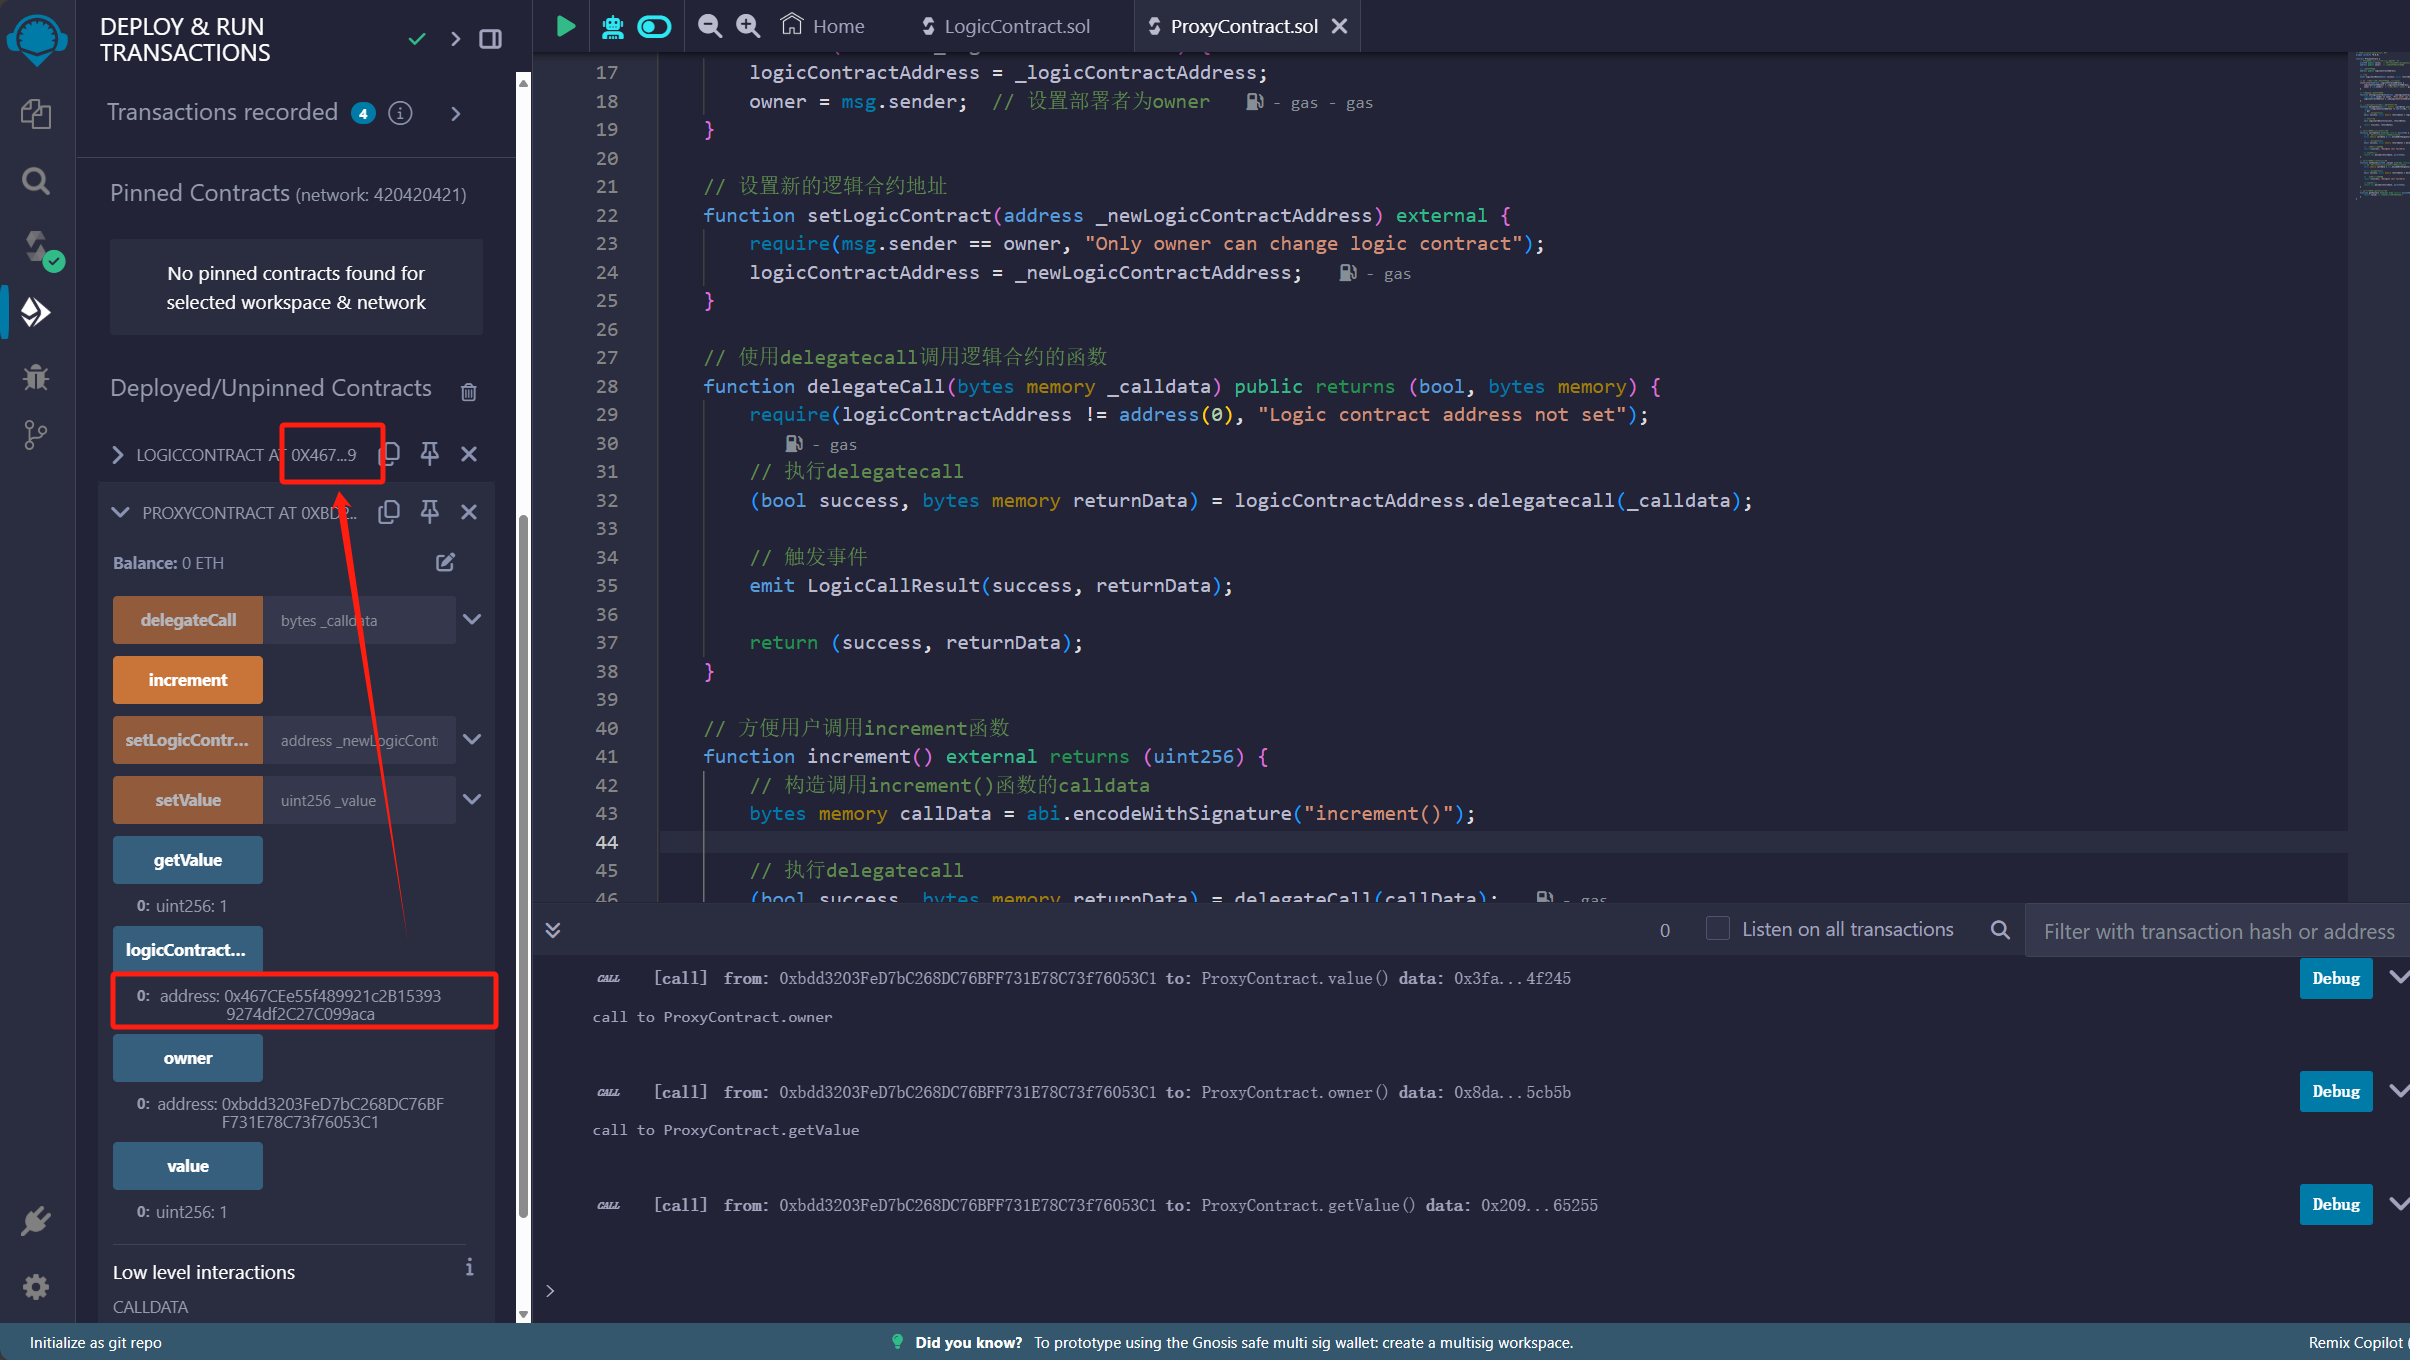 DEPLOY & RUN
TRANSACTIONS
Transactions recorded 4
Pinned Contracts (network: 420420421)
No pinned contracts found for
selected workspace & network
Deployed/Unpinned Contracts
LOGICCONTRACT AT 0X467...9
PROXYCONTRACT AT 0XBD2...
Balance: 0 ETH
delegateCall bytes _calldata
increment
setLogicContr... address _newLogicContr
setValue uint256 _value
getValue
0: uint256: 1
logicContract...
0: address: 0x467CEe55f489921c2B15393
9274df2C27C099aca
owner
0: address: 0xbdd3203FeD7bC268DC76BF
F731E78C73f76053C1
value
0: uint256: 1
Low level interactions
CALLDATA
Home
LogicContract.sol
ProxyContract.sol
17 logicContractAddress = _logicContractAddress;
18 owner = msg.sender; // 设置部署者为owner - gas - gas
19 }
20
21 // 设置新的逻辑合约地址
22 function setLogicContract(address _newLogicContractAddress) external {
23 require(msg.sender == owner, "Only owner can change logic contract");
24 logicContractAddress = _newLogicContractAddress; - gas
25 }
26
27 // 使用delegatecall调用逻辑合约的函数
28 function delegateCall(bytes memory _calldata) public returns (bool, bytes memory) {
29 require(logicContractAddress != address(0), "Logic contract address not set");
30 - gas
31 // 执行delegatecall
32 (bool success, bytes memory returnData) = logicContractAddress.delegatecall(_calldata);
33
34 // 触发事件
35 emit LogicCallResult(success, returnData);
36
37 return (success, returnData);
38 }
39
40 // 方便用户调用increment函数
41 function increment() external returns (uint256) {
42 // 构造调用increment()函数的calldata
43 bytes memory callData = abi.encodeWithSignature("increment()");
44
45 // 执行delegatecall
46 (bool success, bytes memory returnData) = delegateCall(callData); - gas
0 Listen on all transactions Filter with transaction hash or address
CALL [call] from: 0xbdd3203FeD7bC268DC76BFF731E78C73f76053C1 to: ProxyContract.value() data: 0x3fa...4f245 Debug
call to ProxyContract.owner
CALL [call] from: 0xbdd3203FeD7bC268DC76BFF731E78C73f76053C1 to: ProxyContract.owner() data: 0x8da...5cb5b Debug
call to ProxyContract.getValue
CALL [call] from: 0xbdd3203FeD7bC268DC76BFF731E78C73f76053C1 to: ProxyContract.getValue() data: 0x209...65255 Debug
>
Initialize as git repo
Did you know? To prototype using the Gnosis safe multi sig wallet: create a multisig workspace.
Remix Copilot